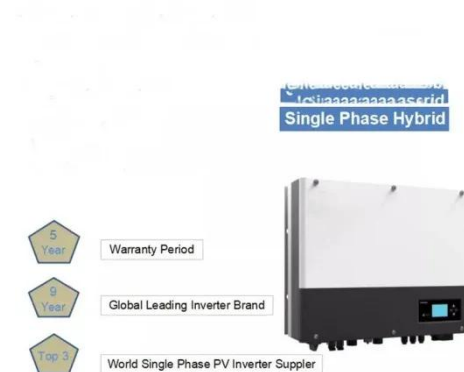 Single Phase Hybrid
5
Year
Warranty Period
9
Year
Global Leading Inverter Brand
Top 3
World Single Phase PV Inverter Suppler